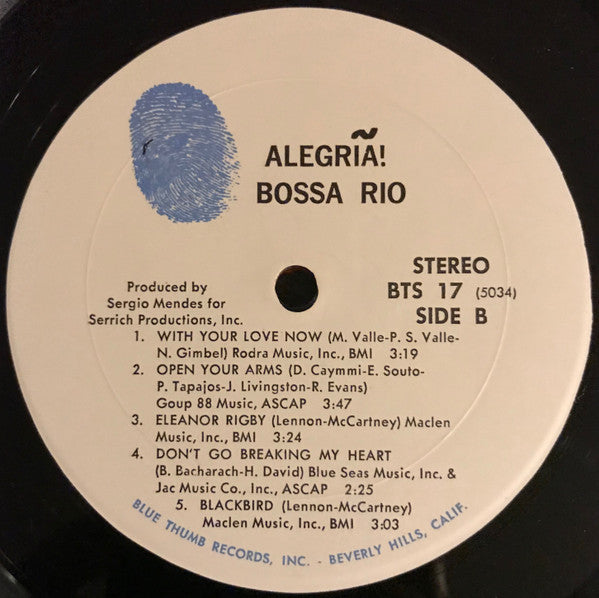 ALEGRĨA!
BOSSA RIO
STEREO
BTS 17 (5034)
SIDE B
Produced by
Sergio Mendes for
Serrich Productions, Inc.
1. WITH YOUR LOVE NOW (M. Valle-P. S. Valle-
N. Gimbel) Rodra Music, Inc., BMI 3:19
2. OPEN YOUR ARMS (D. Caymmi-E. Souto-
P. Tapajos-J. Livingston-R. Evans)
Goup 88 Music, ASCAP 3:47
3. ELEANOR RIGBY (Lennon-McCartney) Maclen
Music, Inc., BMI 3:24
4. DON'T GO BREAKING MY HEART
(B. Bacharach-H. David) Blue Seas Music, Inc. &
Jac Music Co., Inc., ASCAP 2:25
5. BLACKBIRD (Lennon-McCartney)
Maclen Music, Inc., BMI 3:03
BLUE THUMB RECORDS, INC. - BEVERLY HILLS, CALIF.